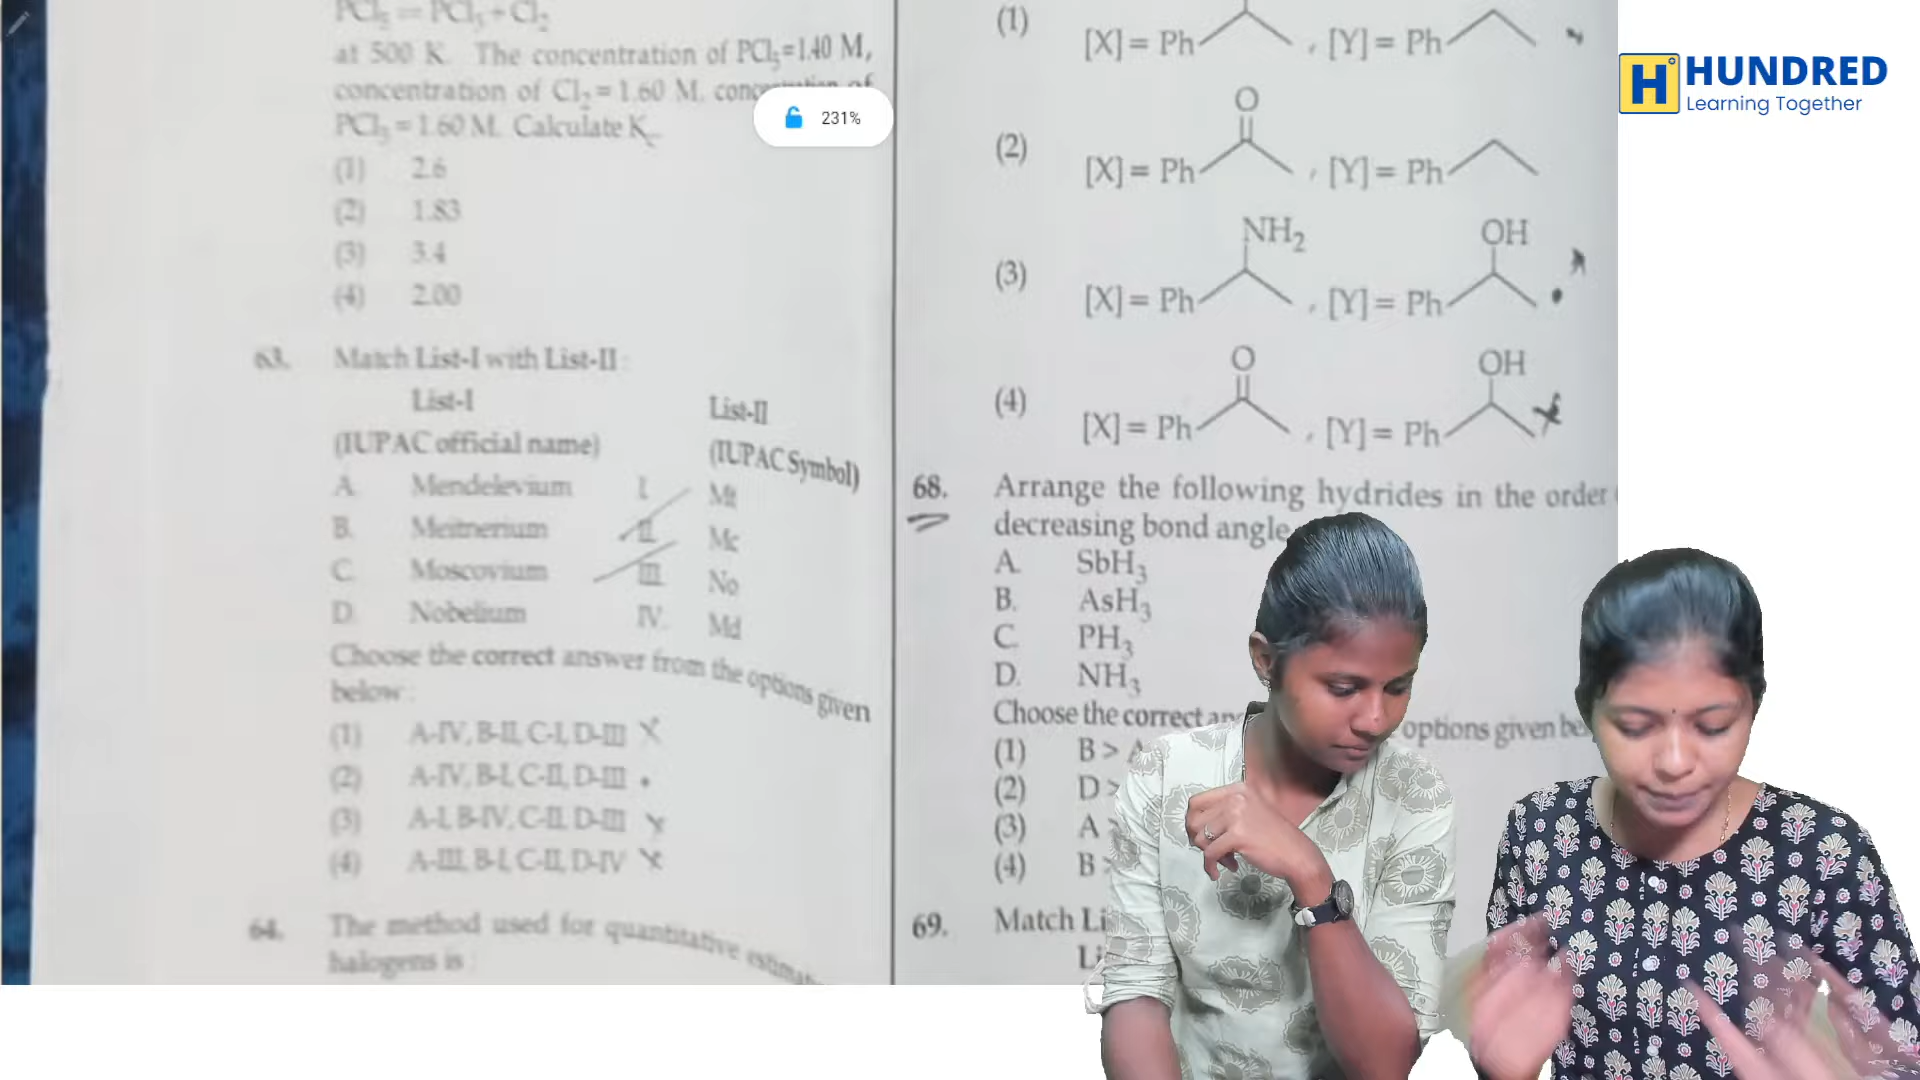 PCl5 ⇌ PCl3 + Cl2
at 500 K. The concentration of PCl5=1.40 M,
concentration of Cl2 = 1.60 M, concentration of
PCl3 = 1.60 M. Calculate Kc
(1) 2.6
(2) 1.83
(3) 3.4
(4) 2.00
63. Match List-I with List-II :
List-I List-II
(IUPAC official name) (IUPAC Symbol)
A. Mendelevium I. Mt
B. Meitnerium II. Mc
C. Moscovium III. No
D. Nobelium IV. Md
Choose the correct answer from the options given
below :
(1) A-IV, B-II, C-I, D-III
(2) A-IV, B-I, C-II, D-III
(3) A-I, B-IV, C-II, D-III
(4) A-III, B-I, C-II, D-IV
64. The method used for quantitative
halogens is
231%
(1) [X] = Ph , [Y] = Ph
O
(2) [X] = Ph , [Y] = Ph
NH2 OH
(3) [X] = Ph , [Y] = Ph
O OH
(4) [X] = Ph , [Y] = Ph
68. Arrange the following hydrides in the order
decreasing bond angle
A. SbH3
B. AsH3
C. PH3
D. NH3
Choose the correct options given
(1) B >
(2) D >
(3) A >
(4) B >
69. Match
H HUNDRED
Learning Together